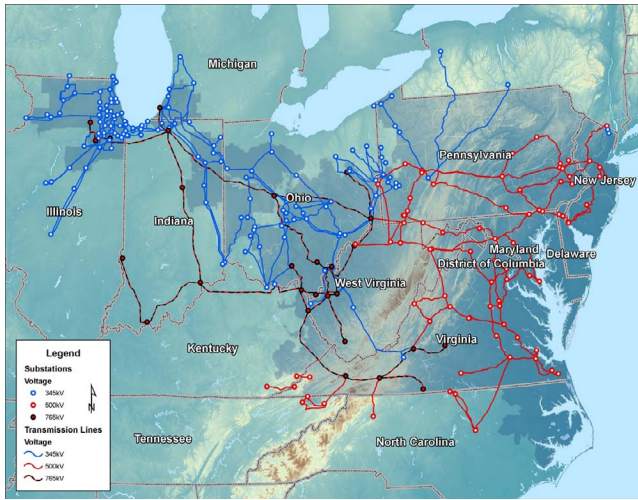 Michigan
Pennsylvania
New Jersey
Illinois
Indiana
Ohio
Maryland
Delaware
District of Columbia
West Virginia
Virginia
Kentucky
Tennessee
North Carolina
Legend
Substations
Voltage
345kV
500kV
765kV
N
Transmission Lines
Voltage
345kV
500kV
765kV